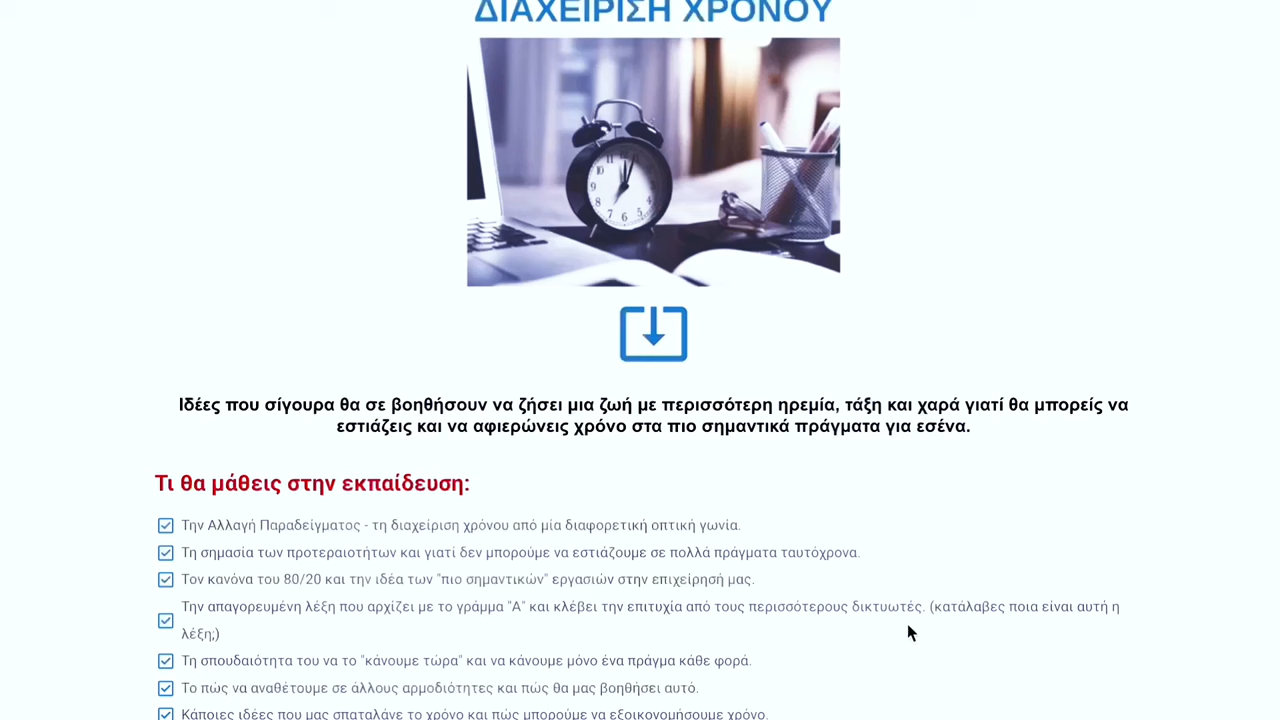 ΔΙΑΧΕΙΡΙΣΗ ΧΡΟΝΟΥ
Ιδέες που σίγουρα θα σε βοηθήσουν να ζήσει μια ζωή με περισσότερη ηρεμία, τάξη και χαρά γιατί θα μπορείς να
εστιάζεις και να αφιερώνεις χρόνο στα πιο σημαντικά πράγματα για εσένα.
Τι θα μάθεις στην εκπαίδευση:
Την Αλλαγή Παραδείγματος - τη διαχείριση χρόνου από μία διαφορετική οπτική γωνία.
Τη σημασία των προτεραιοτήτων και γιατί δεν μπορούμε να εστιάζουμε σε πολλά πράγματα ταυτόχρονα.
Τον κανόνα του 80/20 και την ιδέα των "πιο σημαντικών" εργασιών στην επιχείρησή μας.
Την απαγορευμένη λέξη που αρχίζει με το γράμμα "Α" και κλέβει την επιτυχία από τους περισσότερους δικτυωτές. (κατάλαβες ποια είναι αυτή η
λέξη;)
Τη σπουδαιότητα του να το "κάνουμε τώρα" και να κάνουμε μόνο ένα πράγμα κάθε φορά.
Το πώς να αναθέτουμε σε άλλους αρμοδιότητες και πώς θα μας βοηθήσει αυτό.
Κάποιες ιδέες που μας σπαταλάνε το χρόνο και πώς μπορούμε να εξοικονομήσουμε χρόνο.